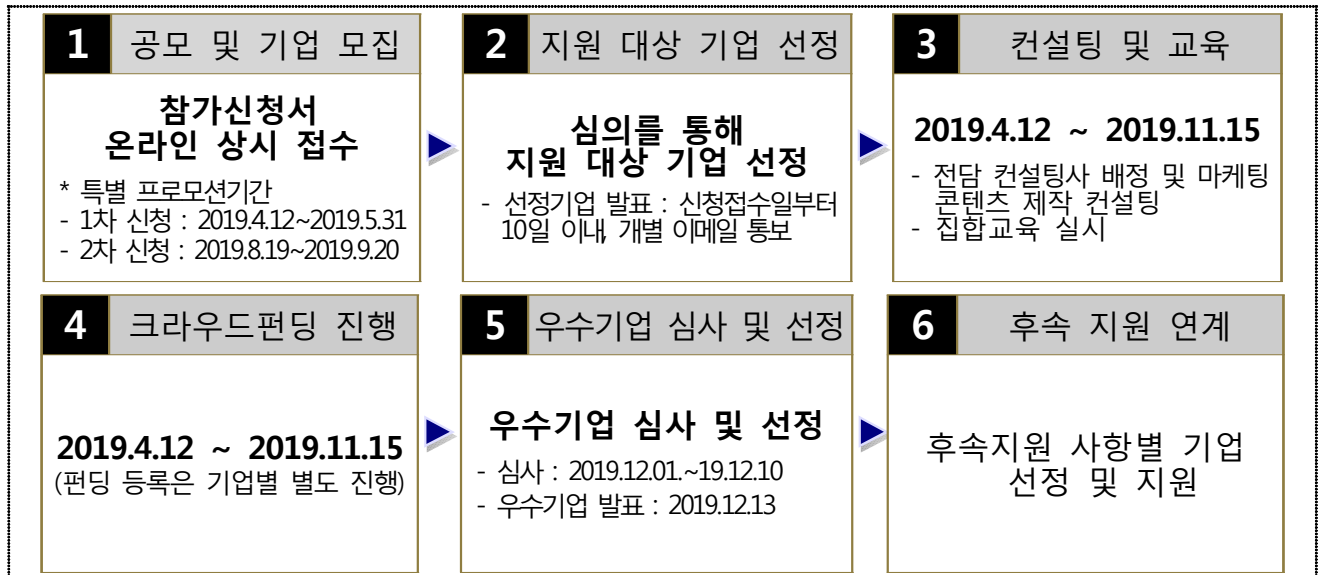 1 공모 및 기업 모집
참가신청서
온라인 상시 접수
* 특별 프로모션기간
- 1차 신청 : 2019.4.12~2019.5.31
- 2차 신청 : 2019.8.19~2019.9.20
2 지원 대상 기업 선정
심의를 통해
지원 대상 기업 선정
- 선정기업 발표 : 신청접수일부터
10일 이내, 개별 이메일 통보
3 컨설팅 및 교육
2019.4.12 ~ 2019.11.15
- 전담 컨설팅사 배정 및 마케팅
콘텐츠 제작 컨설팅
- 집합교육 실시
4 크라우드펀딩 진행
2019.4.12 ~ 2019.11.15
(펀딩 등록은 기업별 별도 진행)
5 우수기업 심사 및 선정
우수기업 심사 및 선정
- 심사 : 2019.12.01.~19.12.10
- 우수기업 발표 : 2019.12.13
6 후속 지원 연계
후속지원 사항별 기업
선정 및 지원